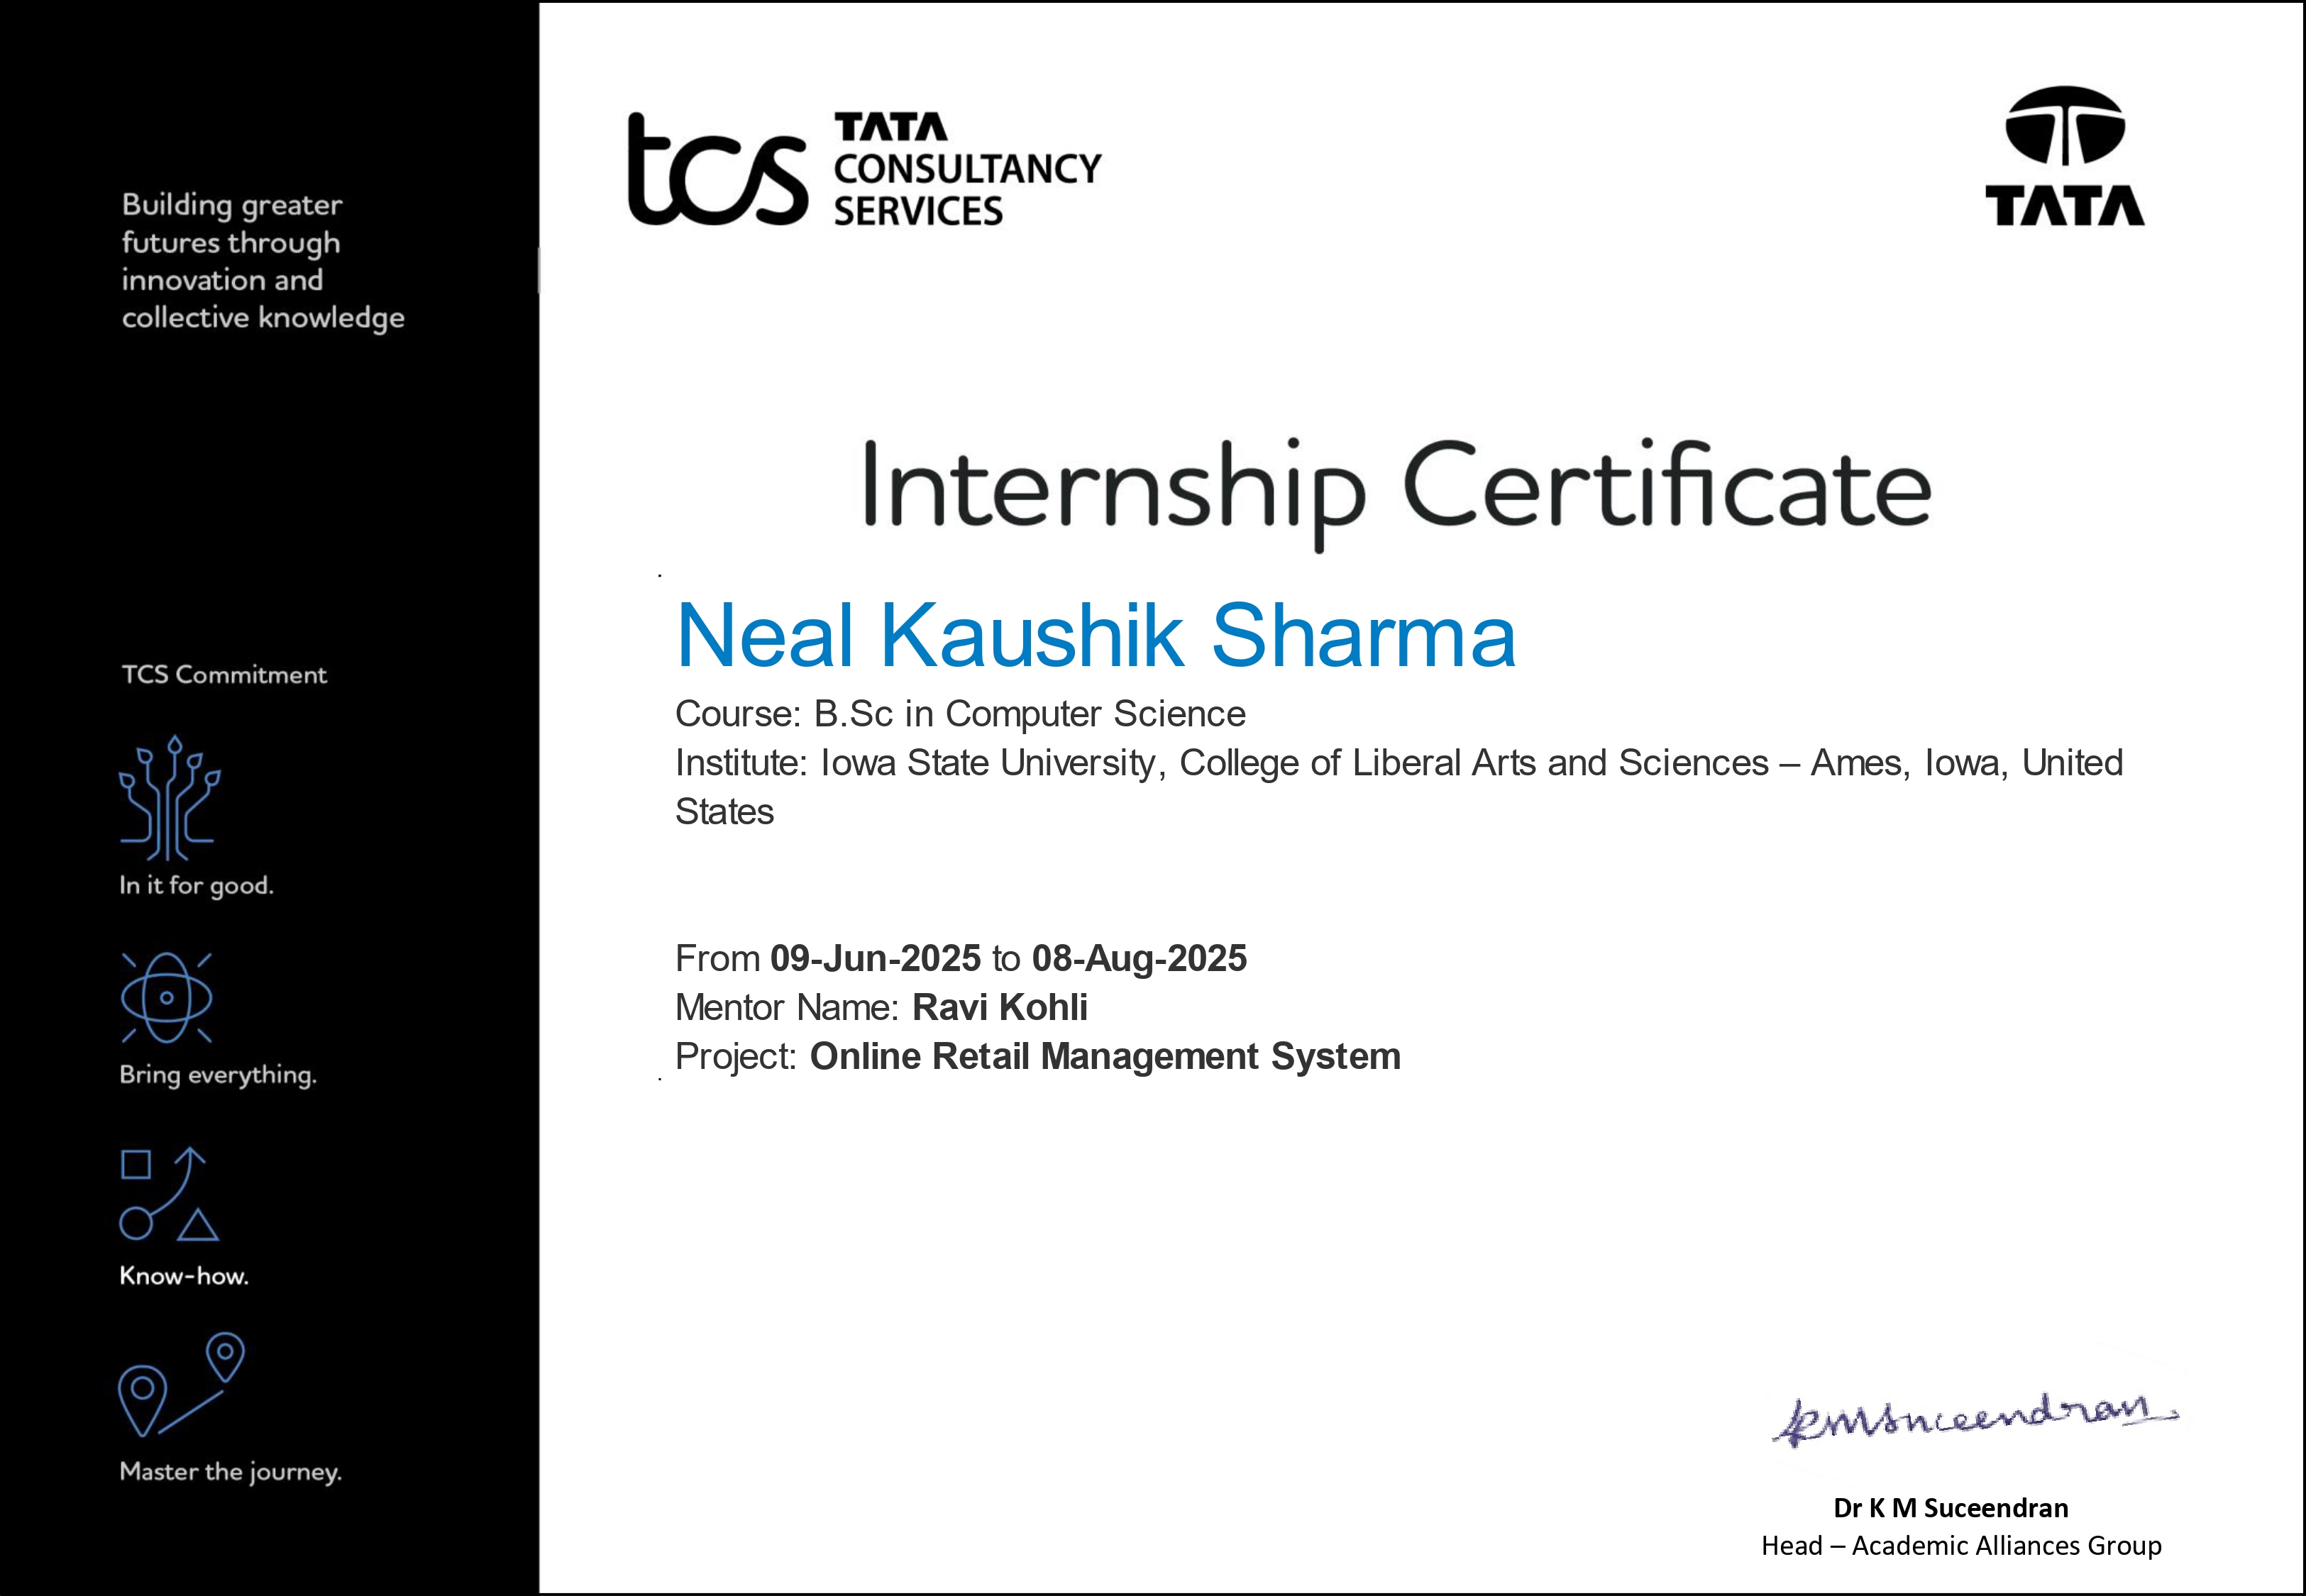 Building greater
futures through
innovation and
collective knowledge
TCS Commitment
In it for good.
Bring everything.
Know-how.
Master the journey.
tcs TATA
CONSULTANCY
SERVICES
TATA
Internship Certificate
Neal Kaushik Sharma
Course: B.Sc in Computer Science
Institute: Iowa State University, College of Liberal Arts and Sciences – Ames, Iowa, United
States
From 09-Jun-2025 to 08-Aug-2025
Mentor Name: Ravi Kohli
Project: Online Retail Management System
kmsuceendran
Dr K M Suceendran
Head – Academic Alliances Group